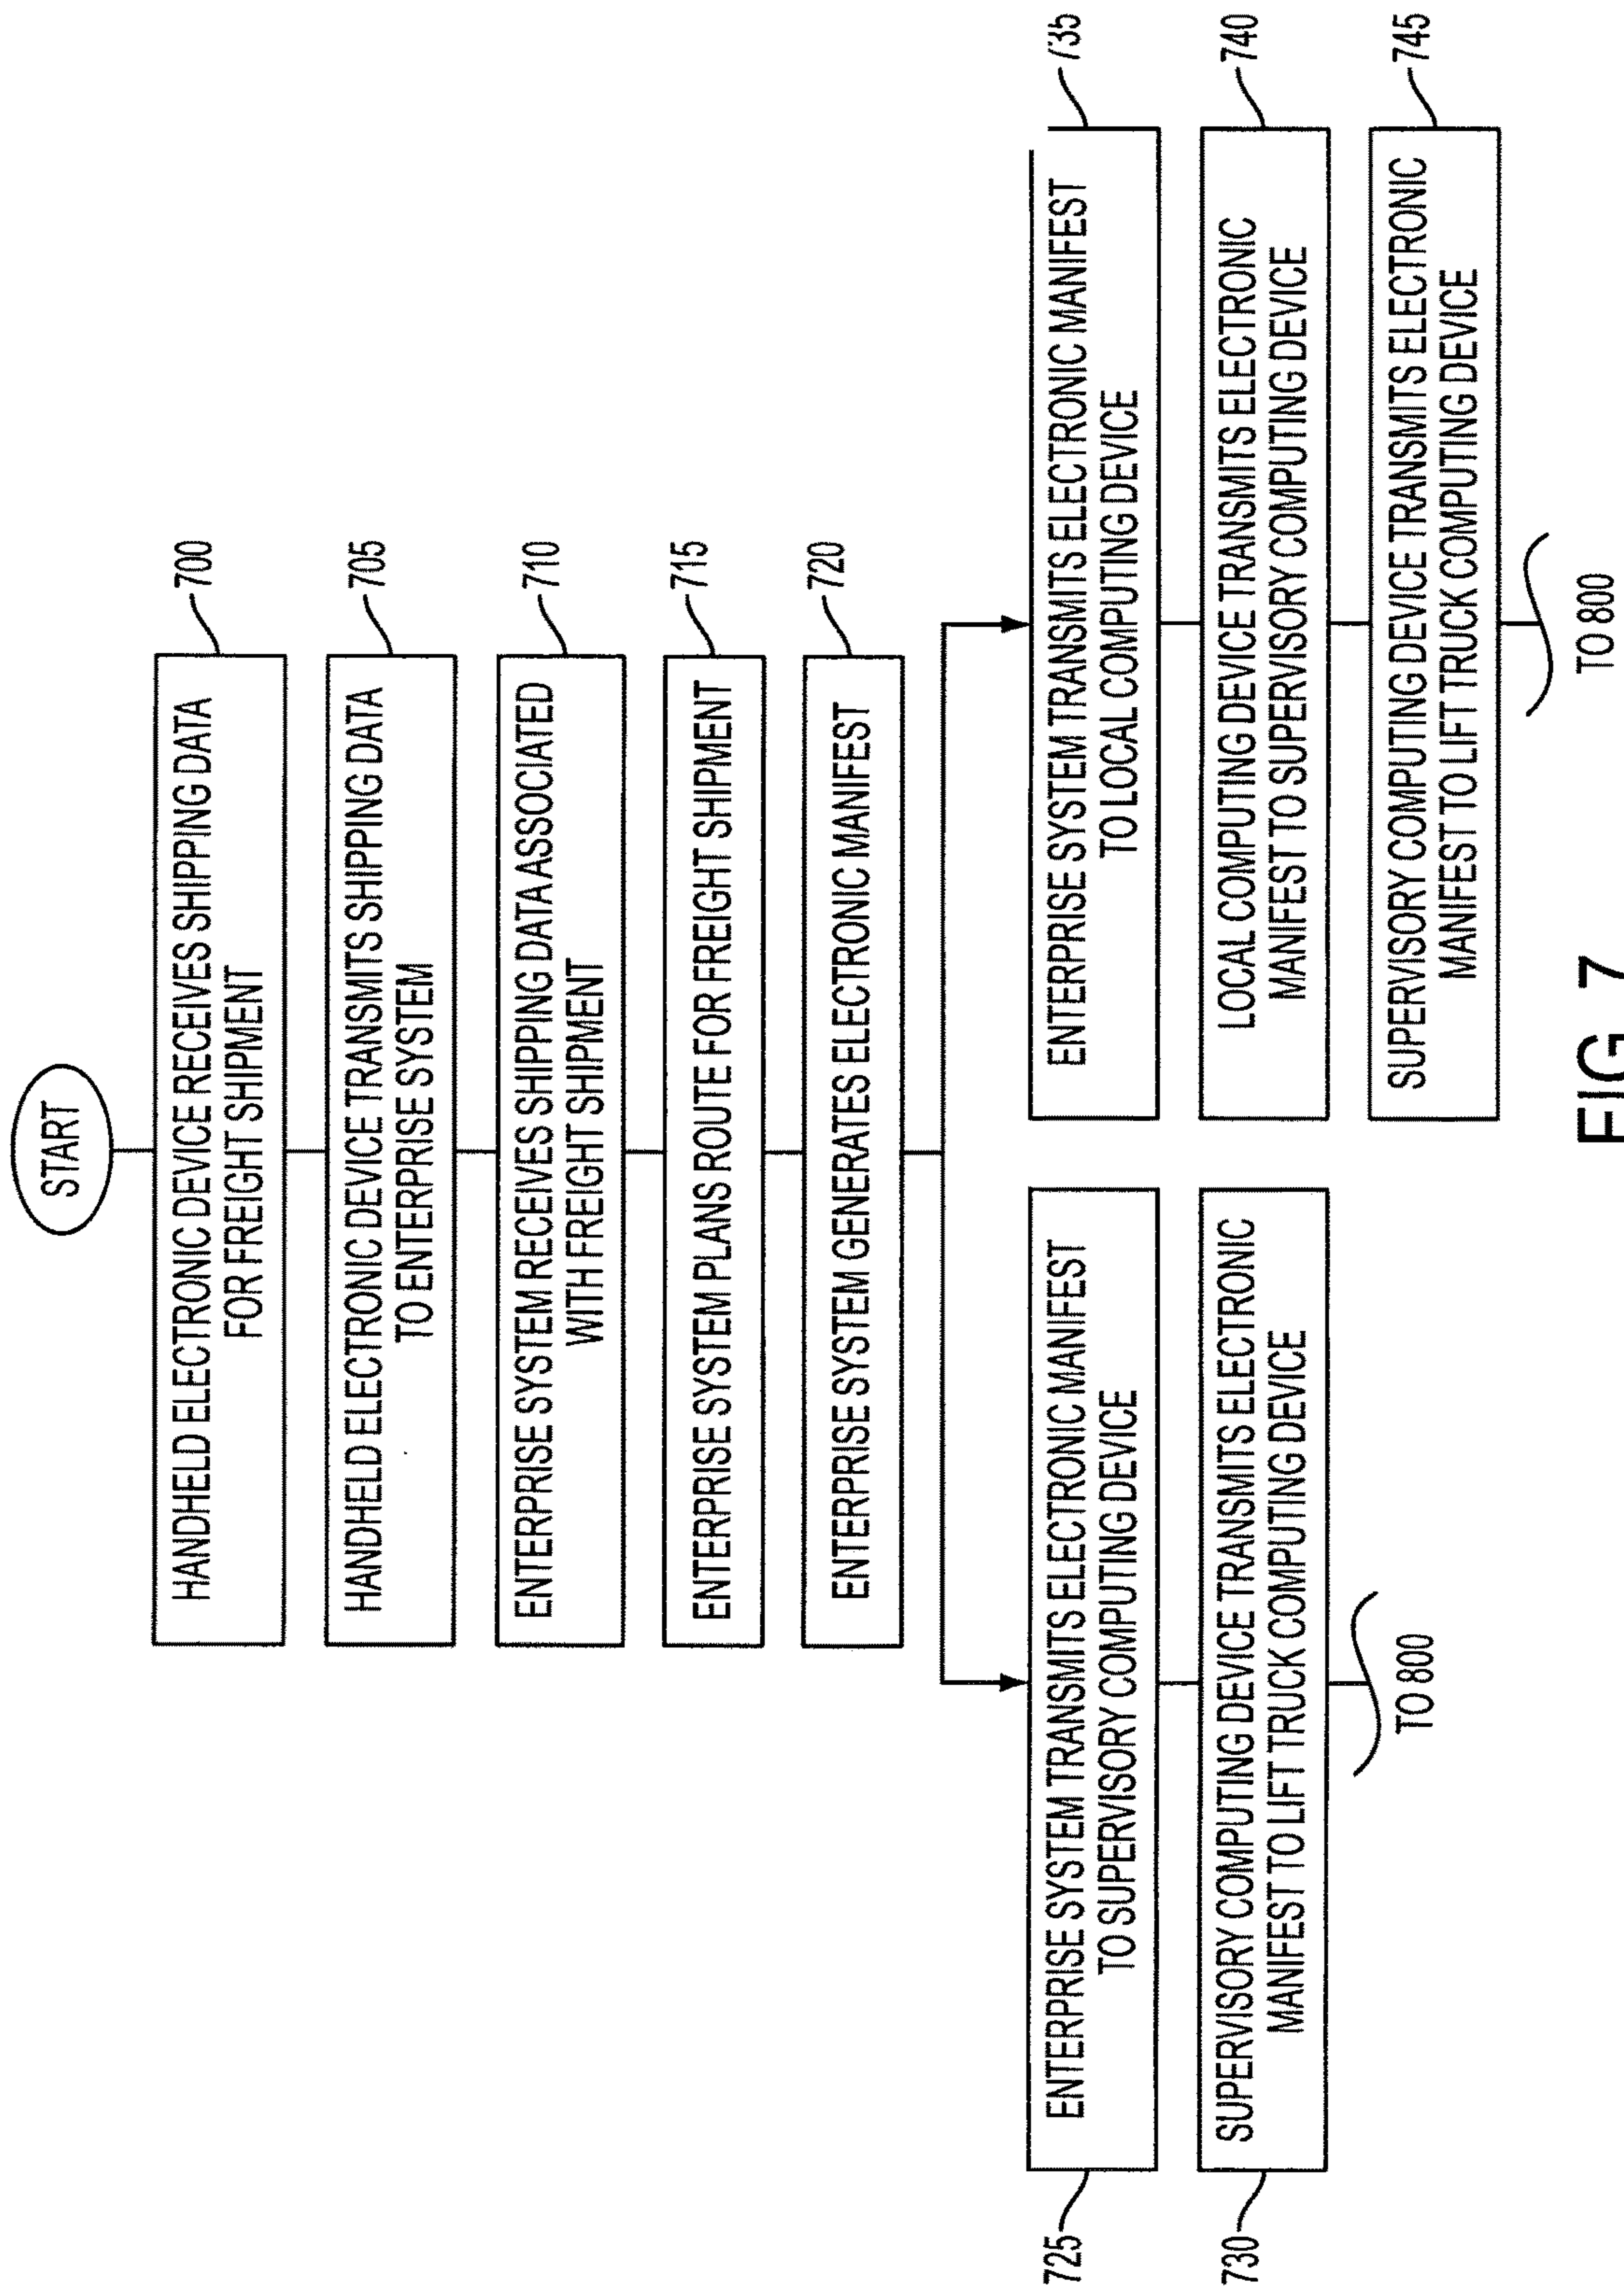 START
HANDHELD ELECTRONIC DEVICE RECEIVES SHIPPING DATA
FOR FREIGHT SHIPMENT
700
HANDHELD ELECTRONIC DEVICE TRANSMITS SHIPPING DATA
TO ENTERPRISE SYSTEM
705
ENTERPRISE SYSTEM RECEIVES SHIPPING DATA ASSOCIATED
WITH FREIGHT SHIPMENT
710
ENTERPRISE SYSTEM PLANS ROUTE FOR FREIGHT SHIPMENT
715
ENTERPRISE SYSTEM GENERATES ELECTRONIC MANIFEST
720
725
ENTERPRISE SYSTEM TRANSMITS ELECTRONIC MANIFEST
TO SUPERVISORY COMPUTING DEVICE
730
SUPERVISORY COMPUTING DEVICE TRANSMITS ELECTRONIC
MANIFEST TO LIFT TRUCK COMPUTING DEVICE
TO 800
ENTERPRISE SYSTEM TRANSMITS ELECTRONIC MANIFEST
TO LOCAL COMPUTING DEVICE
735
LOCAL COMPUTING DEVICE TRANSMITS ELECTRONIC
MANIFEST TO SUPERVISORY COMPUTING DEVICE
740
SUPERVISORY COMPUTING DEVICE TRANSMITS ELECTRONIC
MANIFEST TO LIFT TRUCK COMPUTING DEVICE
745
TO 800
FIG 7